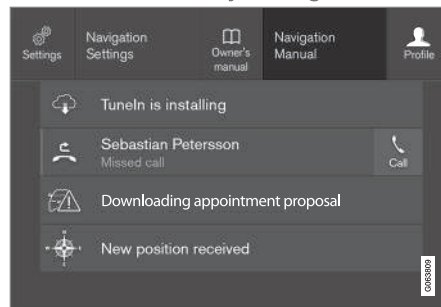 Settings
Navigation
Settings
Owner's
manual
Navigation
Manual
Profile
TuneIn is installing
Sebastian Petersson
Missed call
Call
Downloading appointment proposal
New position received
G063809